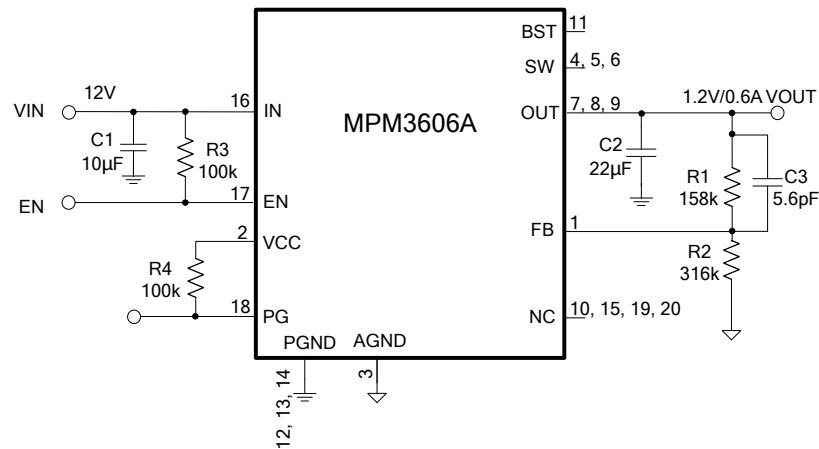 BST
11
SW
4, 5, 6
VIN
12V
16
IN
MPM3606A
OUT
7, 8, 9
1.2V/0.6A VOUT
C1
10µF
R3
100k
C2
22µF
R1
158k
C3
5.6pF
EN
17
EN
2
VCC
FB
1
R2
316k
R4
100k
18
PG
NC
10, 15, 19, 20
PGND
AGND
12, 13, 14
3